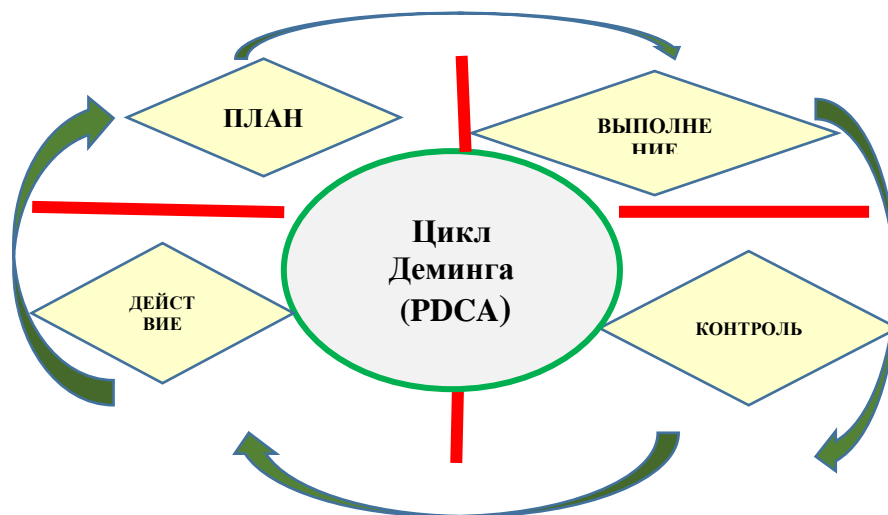 ПЛАН
ВЫПОЛНЕ
НИЕ
Цикл
Деминга
(PDCA)
ДЕЙСТ
ВИЕ
КОНТРОЛЬ